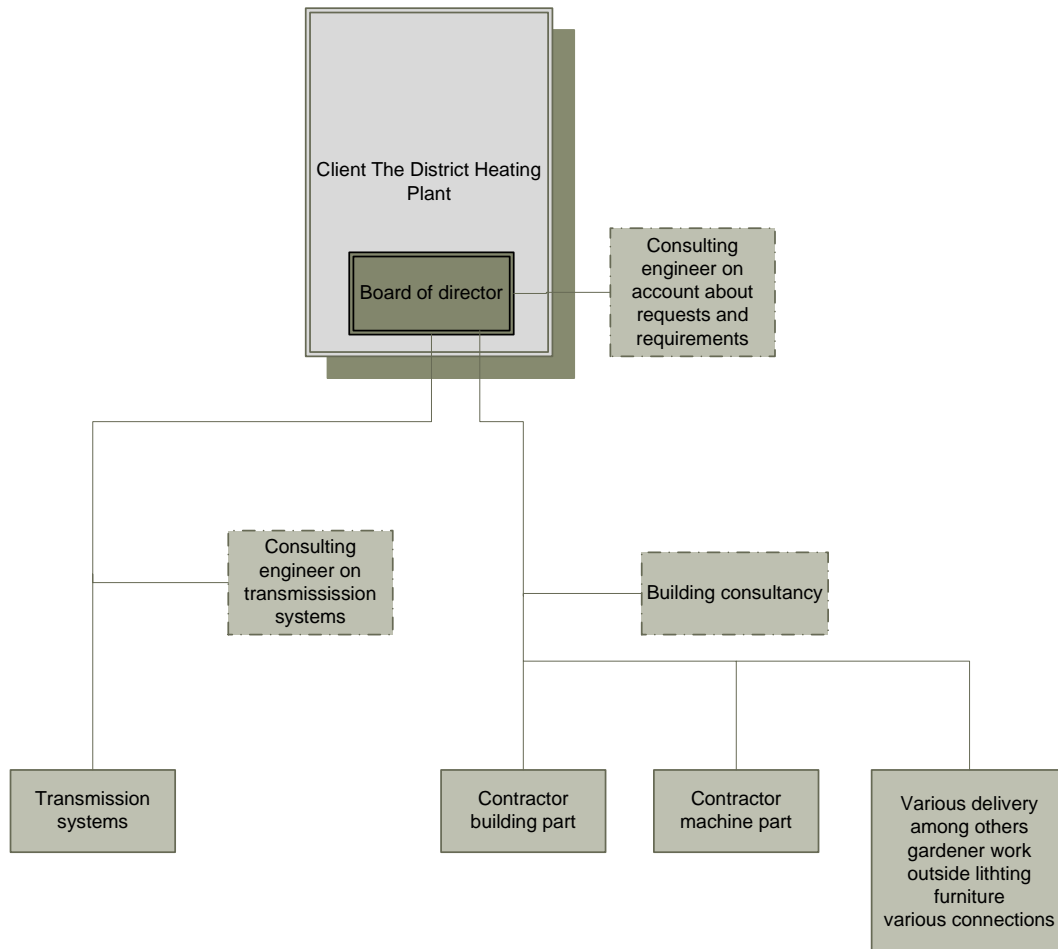 Client The District Heating
Plant
Board of director
Consulting
engineer on
account about
requests and
requirements
Consulting
engineer on
transmississsion
systems
Building consultancy
Transmission
systems
Contractor
building part
Contractor
machine part
Various delivery
among others
gardener work
outside lithting
furniture
various connections